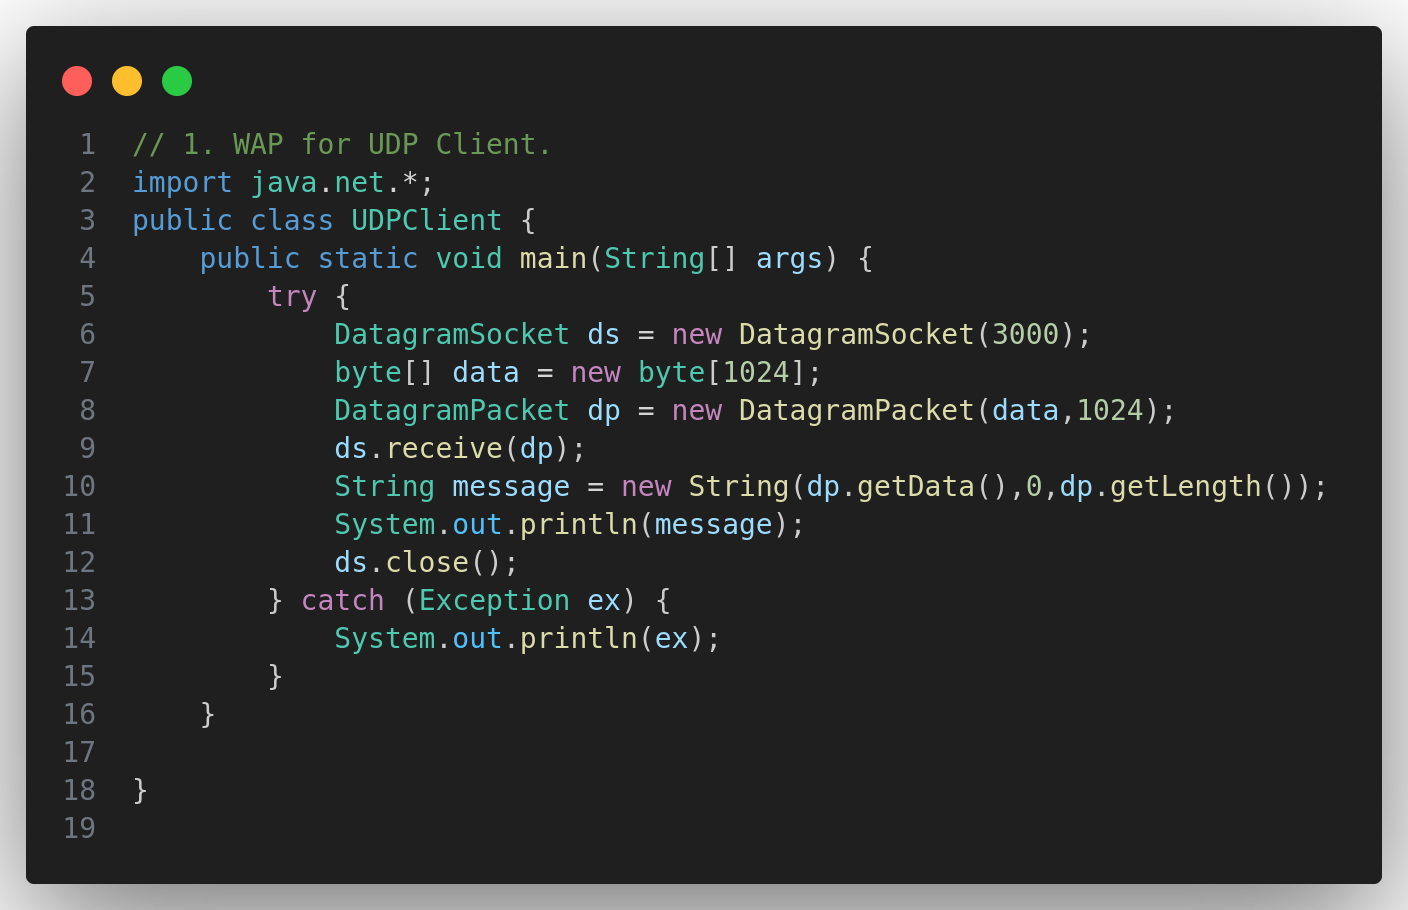 1 // 1. WAP for UDP Client.
2 import java.net.*;
3 public class UDPClient {
4     public static void main(String[] args) {
5         try {
6             DatagramSocket ds = new DatagramSocket(3000);
7             byte[] data = new byte[1024];
8             DatagramPacket dp = new DatagramPacket(data,1024);
9             ds.receive(dp);
10             String message = new String(dp.getData(),0,dp.getLength());
11             System.out.println(message);
12             ds.close();
13         } catch (Exception ex) {
14             System.out.println(ex);
15         }
16     }
17
18 }
19